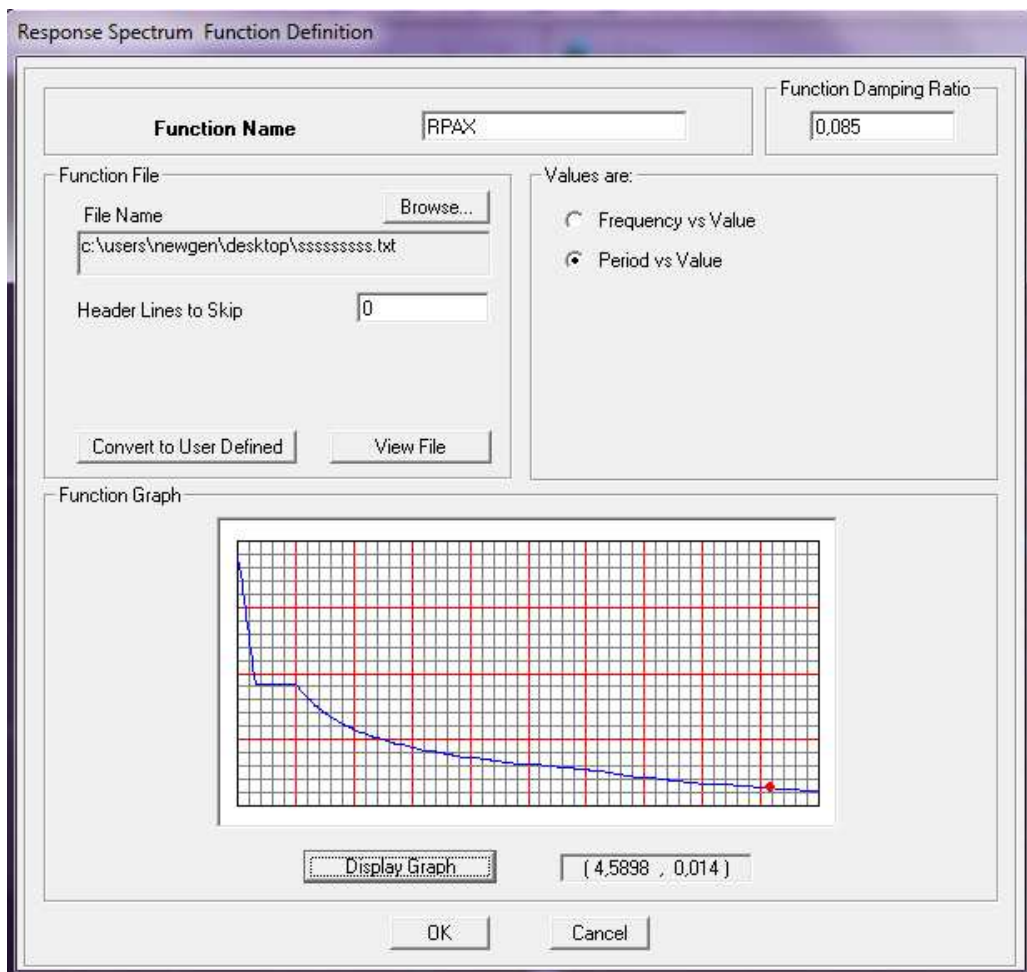 Response Spectrum Function Definition
Function Name
RPAX
Function Damping Ratio
0,085
Function File
File Name
Browse...
c:\users\newgen\desktop\sssssssss.txt
Header Lines to Skip
0
Convert to User Defined
View File
Values are:
Frequency vs Value
Period vs Value
Function Graph
Display Graph
( 4,5898 , 0,014 )
OK
Cancel